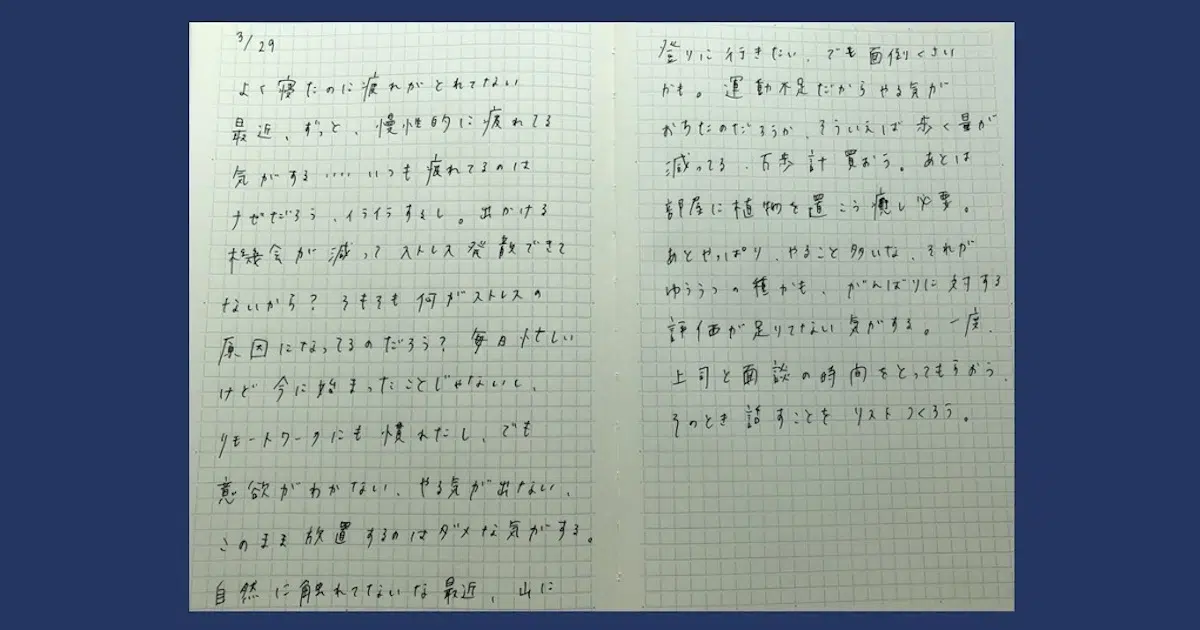 3/29
よく寝たのに疲れがとれてない
最近、ずっと、慢性的に疲れてる
気がする‥‥いつも疲れてるのは
ナゼだろう、イライラするし。出かける
機会が減ってストレス発散できて
ないから？そもそも何がストレスの
原因になってるのだろう？毎日忙しい
けど今に始まったことじゃないし、
リモートワークにも慣れたし、でも
意欲がわかない、やる気が出ない、
このまま放置するのはダメな気がする。
自然に触れてないな最近、山に
登りに行きたい、でも面倒くさい
かも。運動不足だからやる気が
おちたのだろうか、そういえば歩く量が
減ってる、万歩計買おう。あとは
部屋に植物を置こう癒し必要。
あとやっぱり、やること多いな、それが
ゆううつの種かも、がんばりに対する
評価が足りてない気がする。一度、
上司と面談の時間をとってもらおう、
そのとき話すことをリストつくろう。